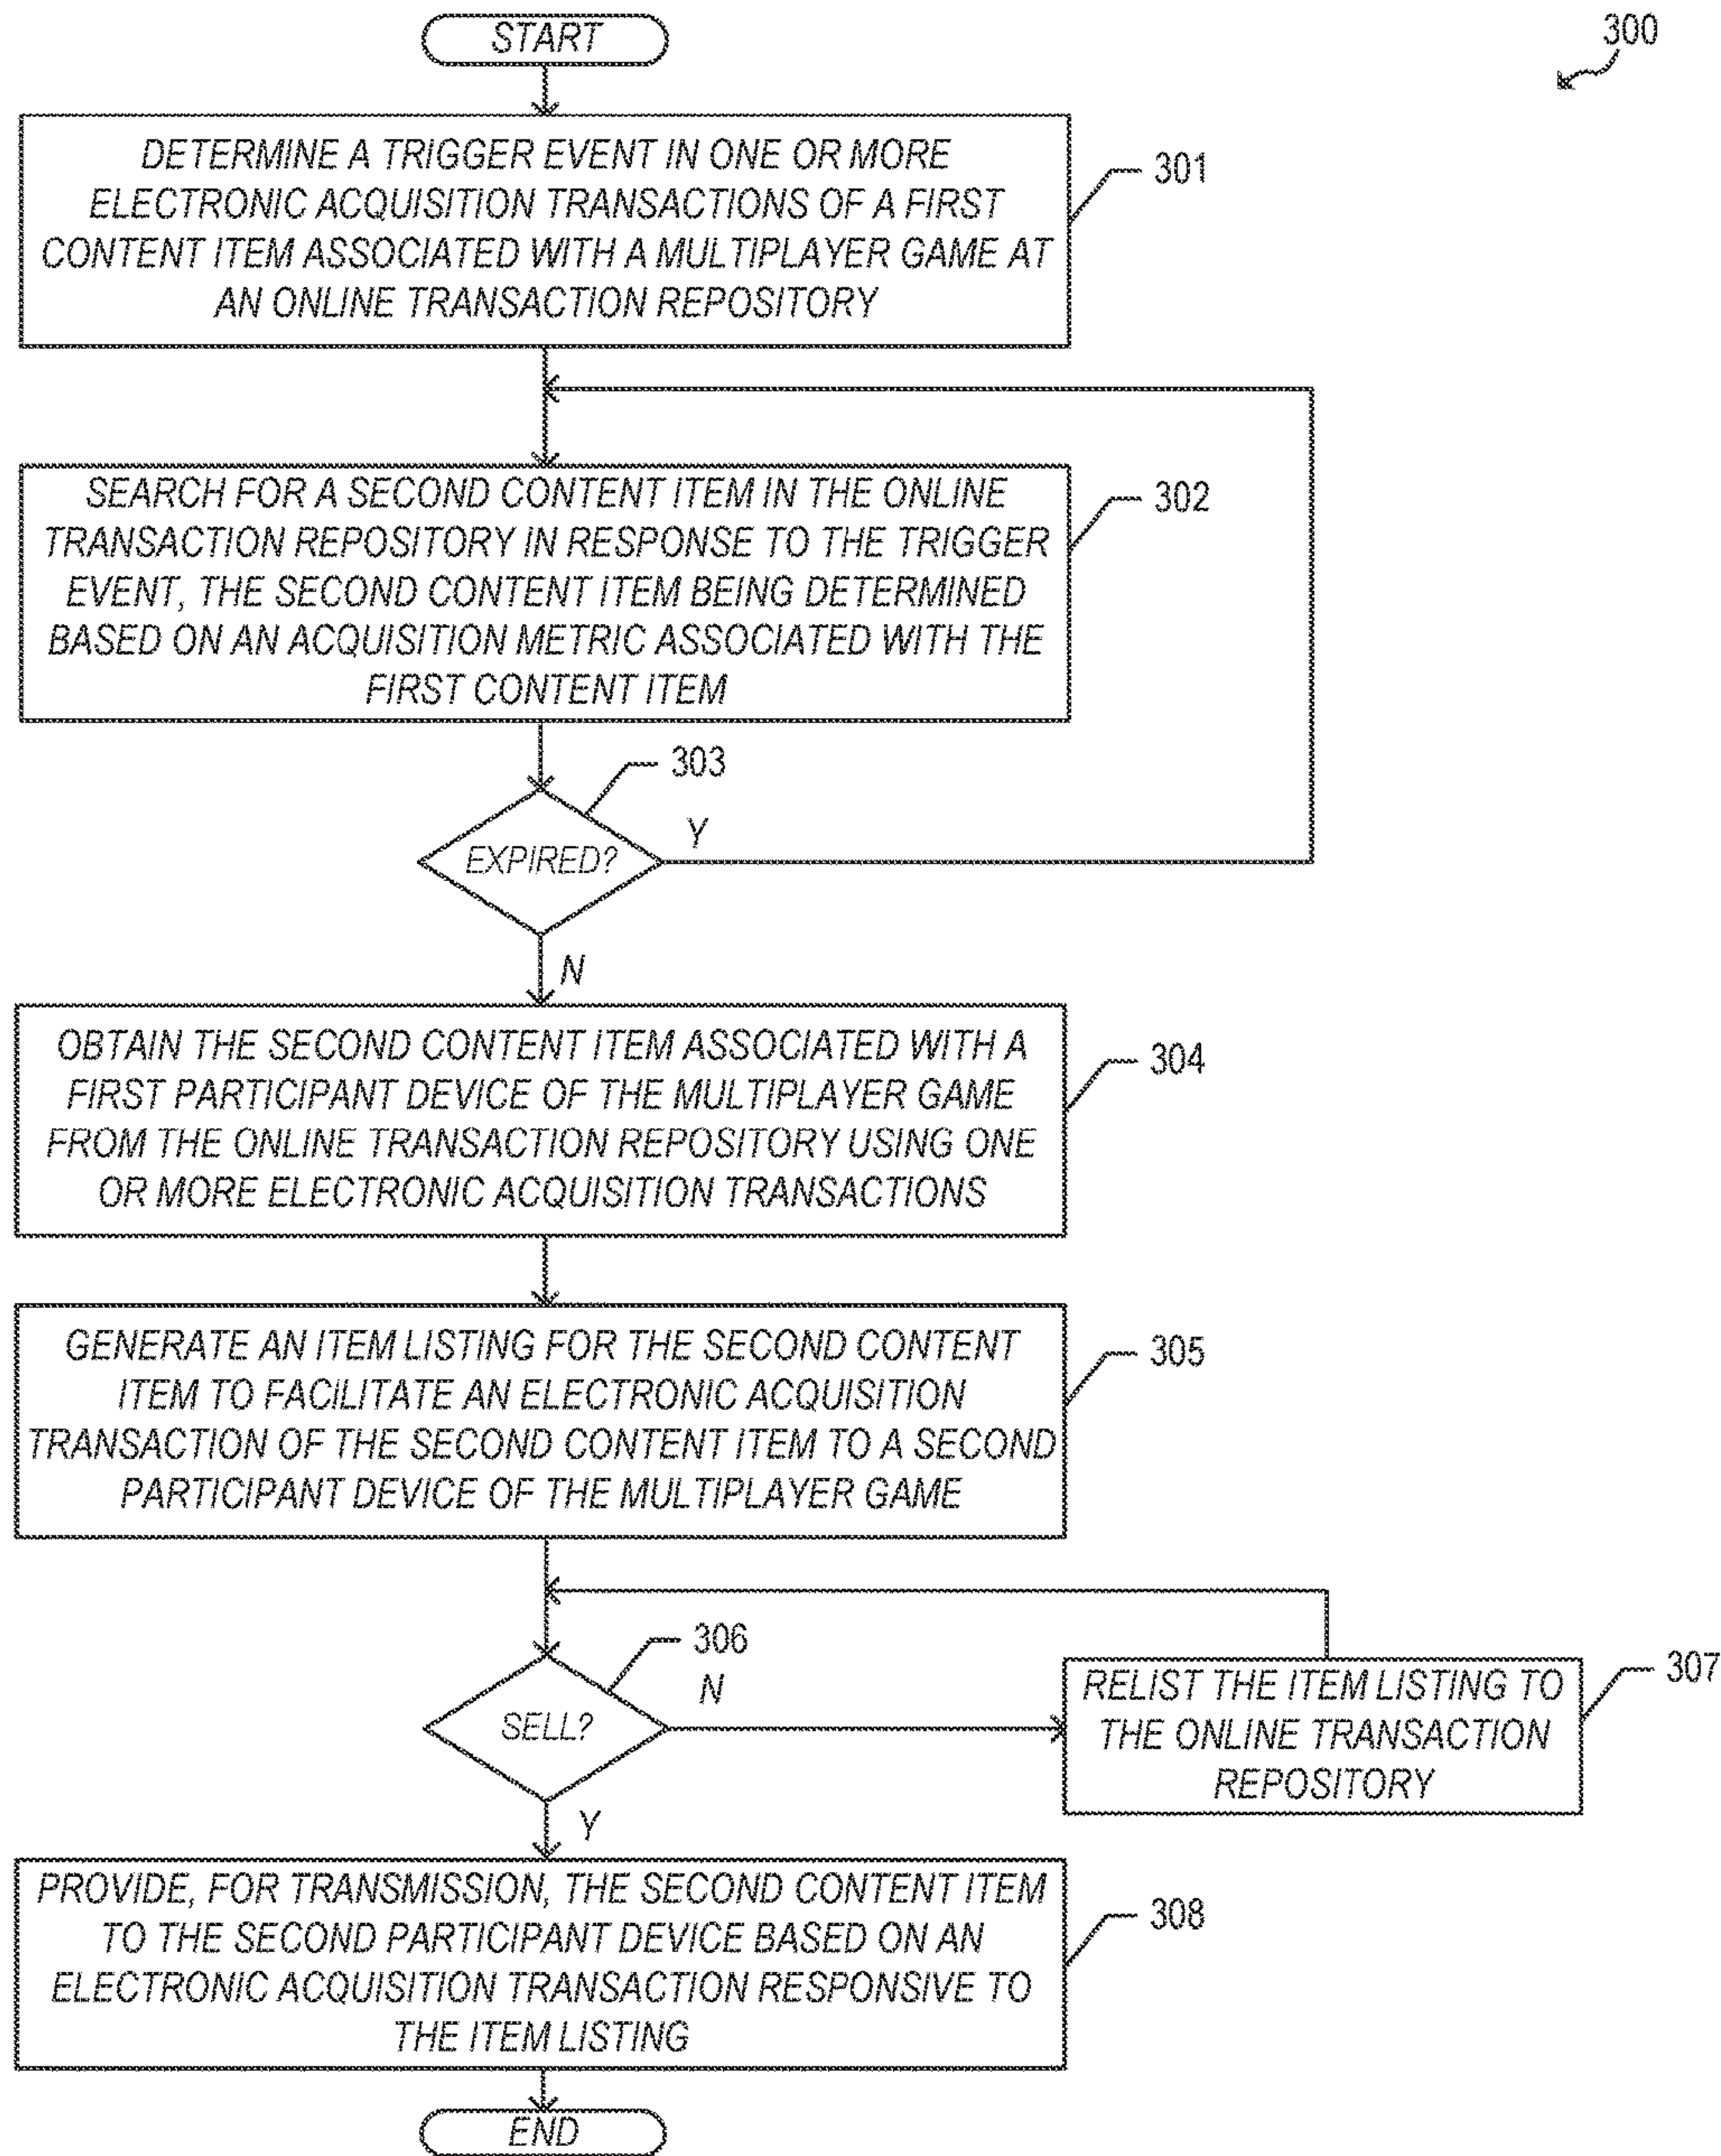 START
300
DETERMINE A TRIGGER EVENT IN ONE OR MORE
ELECTRONIC ACQUISITION TRANSACTIONS OF A FIRST
CONTENT ITEM ASSOCIATED WITH A MULTIPLAYER GAME AT
AN ONLINE TRANSACTION REPOSITORY
301
SEARCH FOR A SECOND CONTENT ITEM IN THE ONLINE
TRANSACTION REPOSITORY IN RESPONSE TO THE TRIGGER
EVENT, THE SECOND CONTENT ITEM BEING DETERMINED
BASED ON AN ACQUISITION METRIC ASSOCIATED WITH THE
FIRST CONTENT ITEM
302
303
EXPIRED?
Y
N
OBTAIN THE SECOND CONTENT ITEM ASSOCIATED WITH A
FIRST PARTICIPANT DEVICE OF THE MULTIPLAYER GAME
FROM THE ONLINE TRANSACTION REPOSITORY USING ONE
OR MORE ELECTRONIC ACQUISITION TRANSACTIONS
304
GENERATE AN ITEM LISTING FOR THE SECOND CONTENT
ITEM TO FACILITATE AN ELECTRONIC ACQUISITION
TRANSACTION OF THE SECOND CONTENT ITEM TO A SECOND
PARTICIPANT DEVICE OF THE MULTIPLAYER GAME
305
306
SELL?
N
RELIST THE ITEM LISTING TO
THE ONLINE TRANSACTION
REPOSITORY
307
Y
PROVIDE, FOR TRANSMISSION, THE SECOND CONTENT ITEM
TO THE SECOND PARTICIPANT DEVICE BASED ON AN
ELECTRONIC ACQUISITION TRANSACTION RESPONSIVE TO
THE ITEM LISTING
308
END